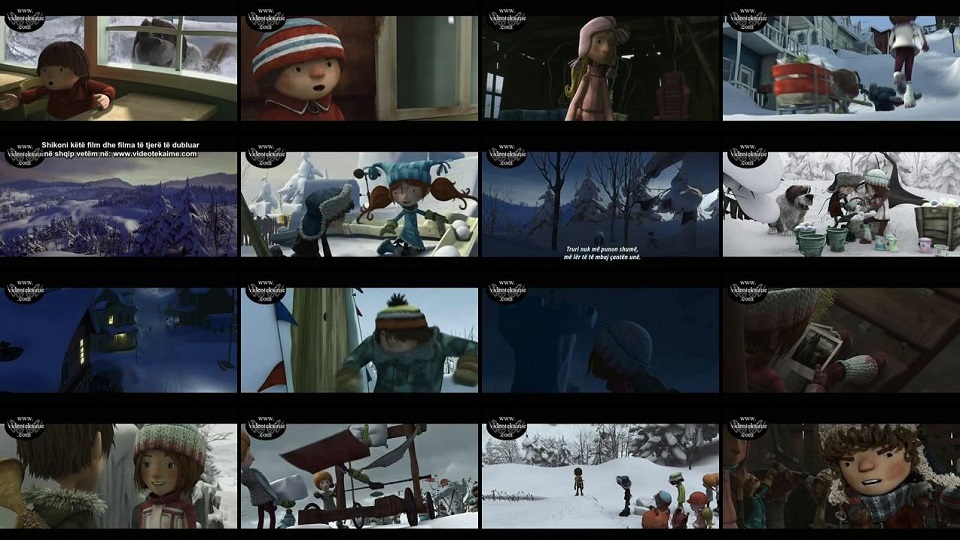 www.
Videotekaime
.com
www.
Videotekaime
.com
www.
Videotekaime
.com
www.
Videotekaime
.com
Shikoni këtë film dhe filma të tjerë të dubluar
në shqip vetëm në: www.videotekaime.com
www.
Videotekaime
.com
www.
Videotekaime
.com
www.
Videotekaime
.com
Truri nuk më punon shumë,
më lër të të mbaj çantën unë.
www.
Videotekaime
.com
www.
Videotekaime
.com
www.
Videotekaime
.com
www.
Videotekaime
.com
www.
Videotekaime
.com
www.
Videotekaime
.com
www.
Videotekaime
.com
www.
Videotekaime
.com
www.
Videotekaime
.com